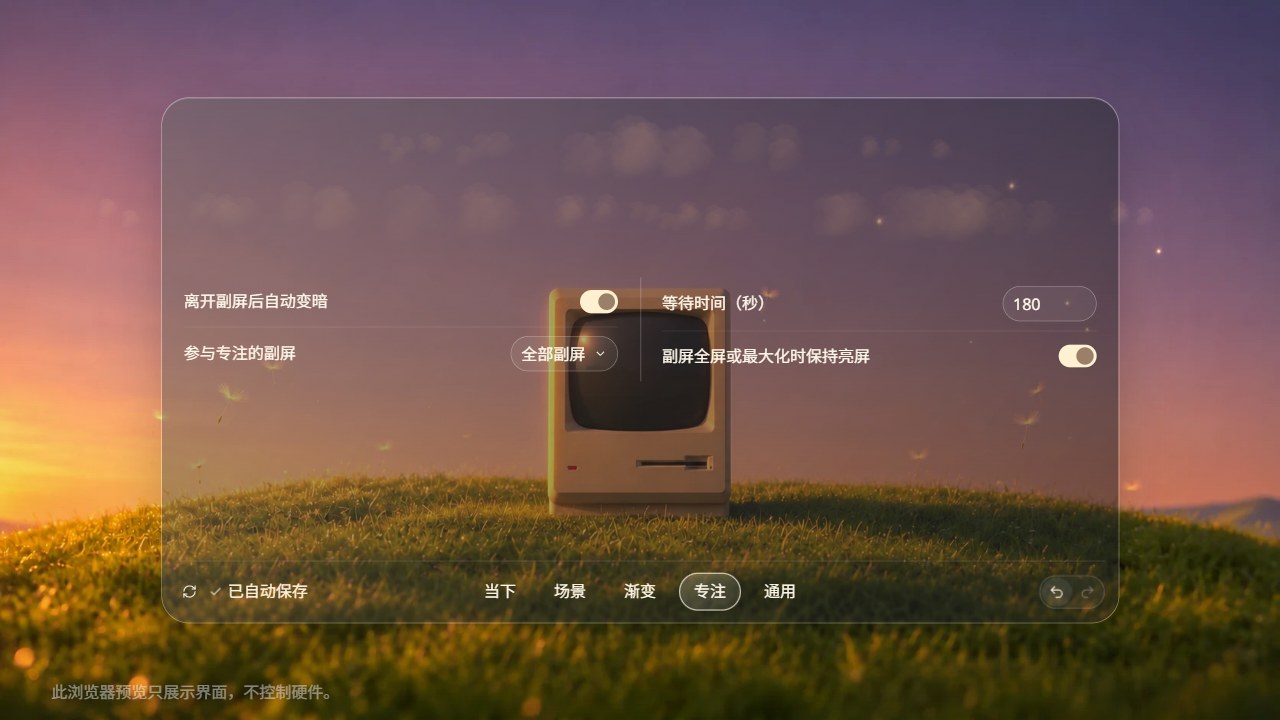 离开副屏后自动变暗
参与专注的副屏
全部副屏
等待时间（秒）
180
副屏全屏或最大化时保持亮屏
已自动保存
当下
场景
渐变
专注
通用
此浏览器预览只展示界面，不控制硬件。